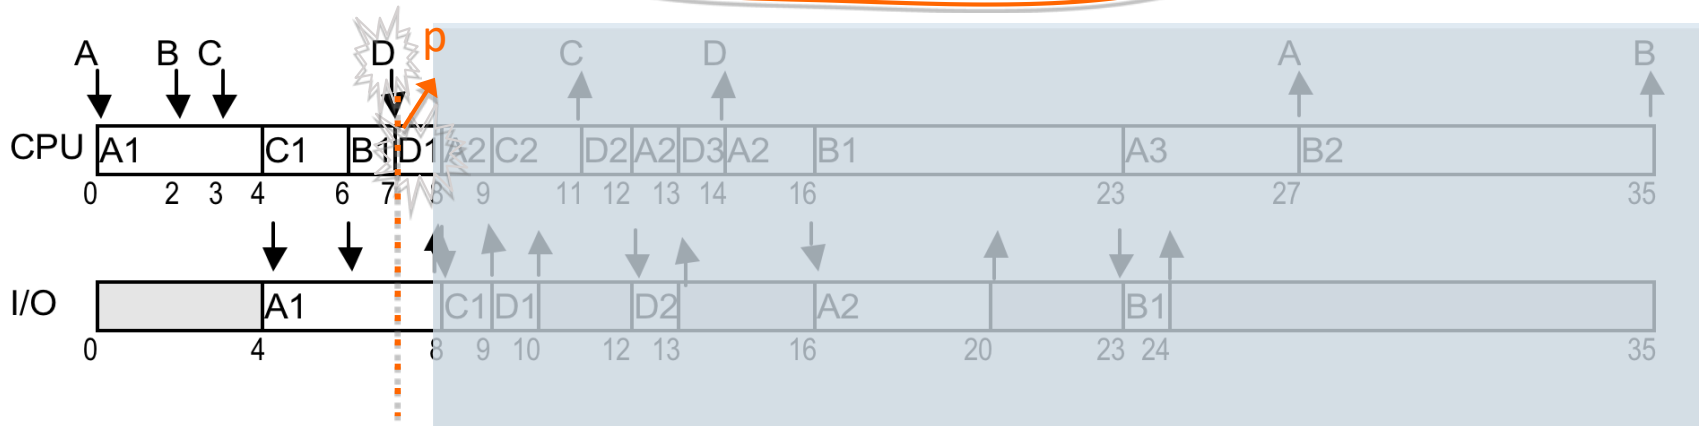 A B C D p C D A B
CPU A1 C1 B1 D1 A2 C2 D2 A2 D3 A2 B1 A3 B2
0 2 3 4 6 7 8 9 11 12 13 14 16 23 27 35
I/O A1 C1 D1 D2 A2 B1
0 4 8 9 10 12 13 16 20 23 24 35